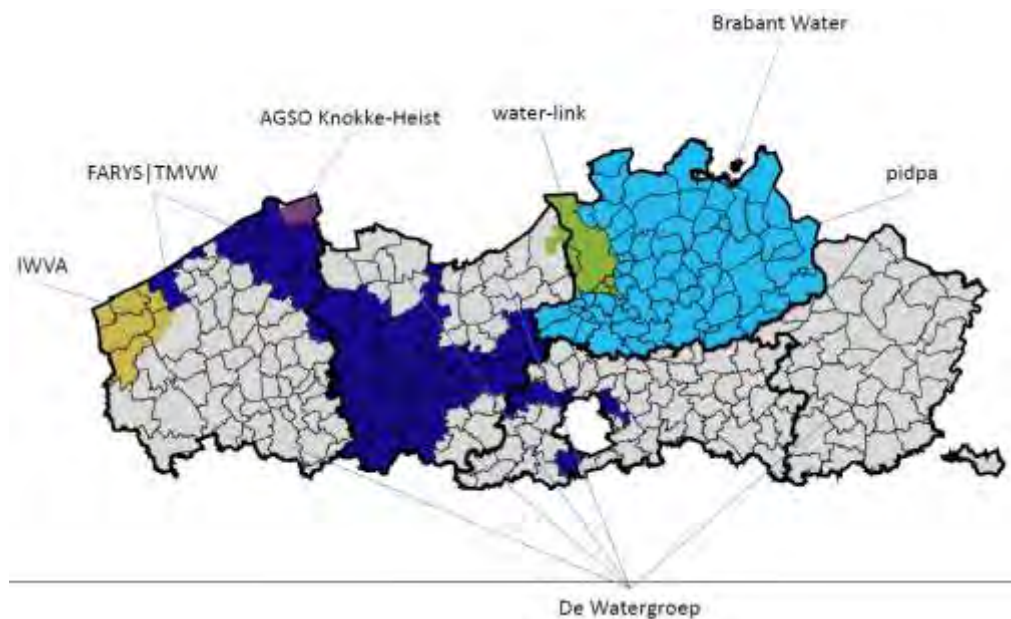 Brabant Water
AGSO Knokke-Heist
water-link
FARYS|TMVW
pidpa
IWVA
De Watergroep